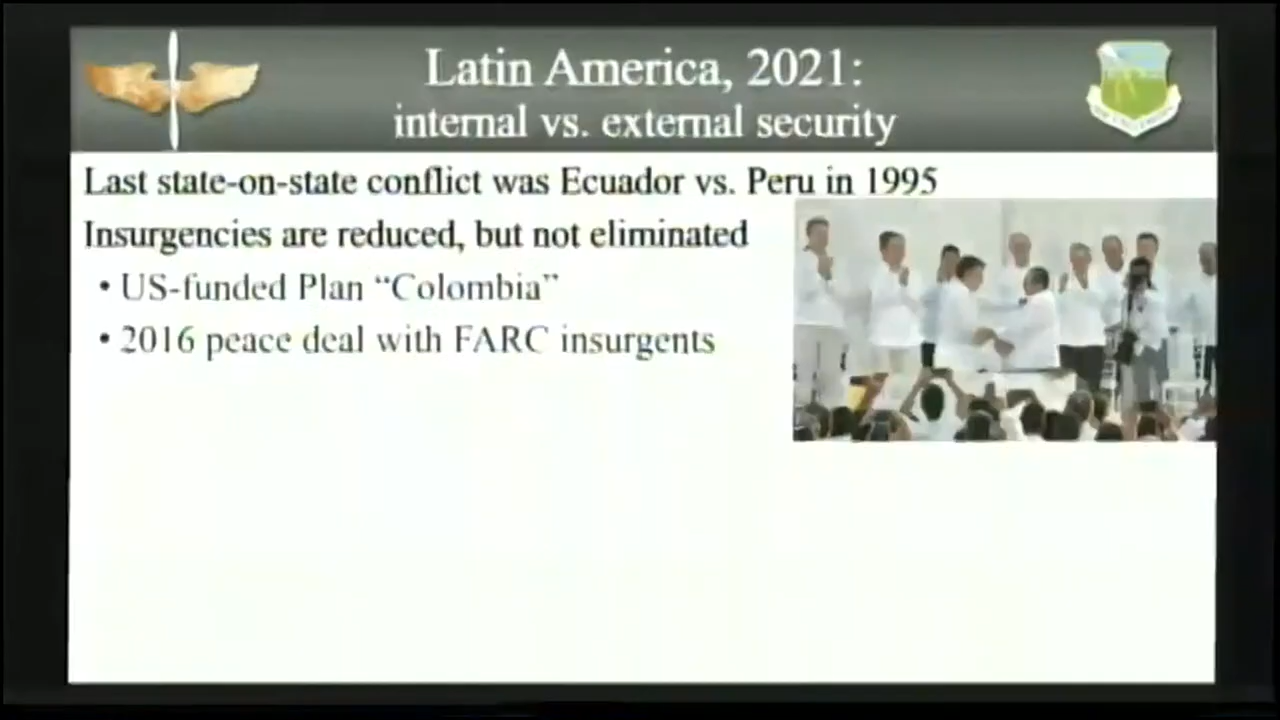 Latin America, 2021:
internal vs. external security
Last state-on-state conflict was Ecuador vs. Peru in 1995
Insurgencies are reduced, but not eliminated
• US-funded Plan “Colombia”
• 2016 peace deal with FARC insurgents